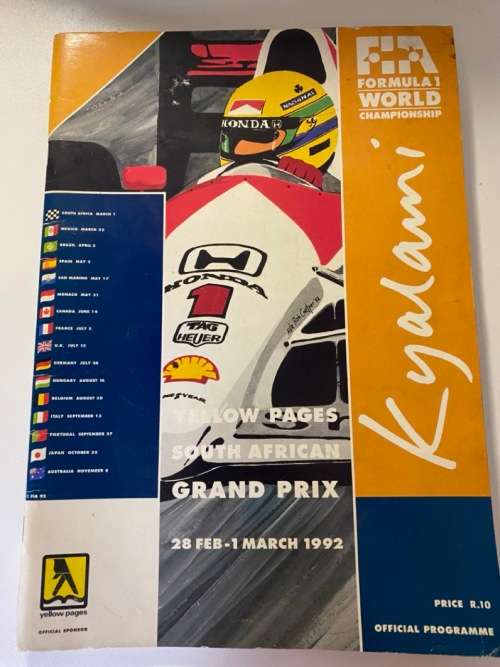 FIA
FORMULA 1
WORLD
CHAMPIONSHIP
Kyalami
NACIONAL
HONDA
HONDA
1
TAG
HEUER
GOODYEAR
SOUTH AFRICA MARCH 1
MEXICO MARCH 22
BRAZIL APRIL 5
SPAIN MAY 3
SAN MARINO MAY 17
MONACO MAY 31
CANADA JUNE 14
FRANCE JULY 5
U.K. JULY 12
GERMANY JULY 26
HUNGARY AUGUST 16
BELGIUM AUGUST 30
ITALY SEPTEMBER 13
PORTUGAL SEPTEMBER 27
JAPAN OCTOBER 25
AUSTRALIA NOVEMBER 8
FIA 92
YELLOW PAGES
SOUTH AFRICAN
GRAND PRIX
28 FEB-1 MARCH 1992
yellow pages
OFFICIAL SPONSOR
PRICE R.10
OFFICIAL PROGRAMME